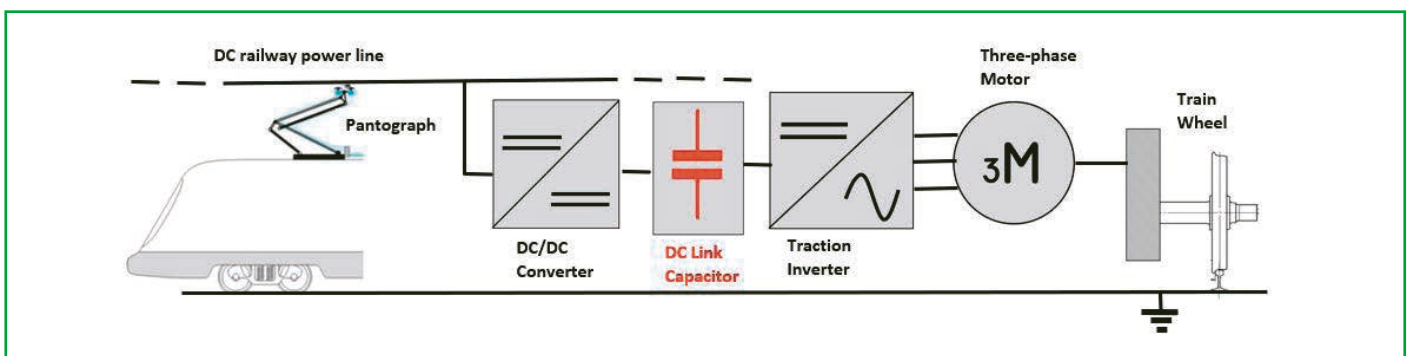 DC railway power line
Pantograph
DC/DC
Converter
DC Link
Capacitor
Traction
Inverter
Three-phase
Motor
3M
Train
Wheel